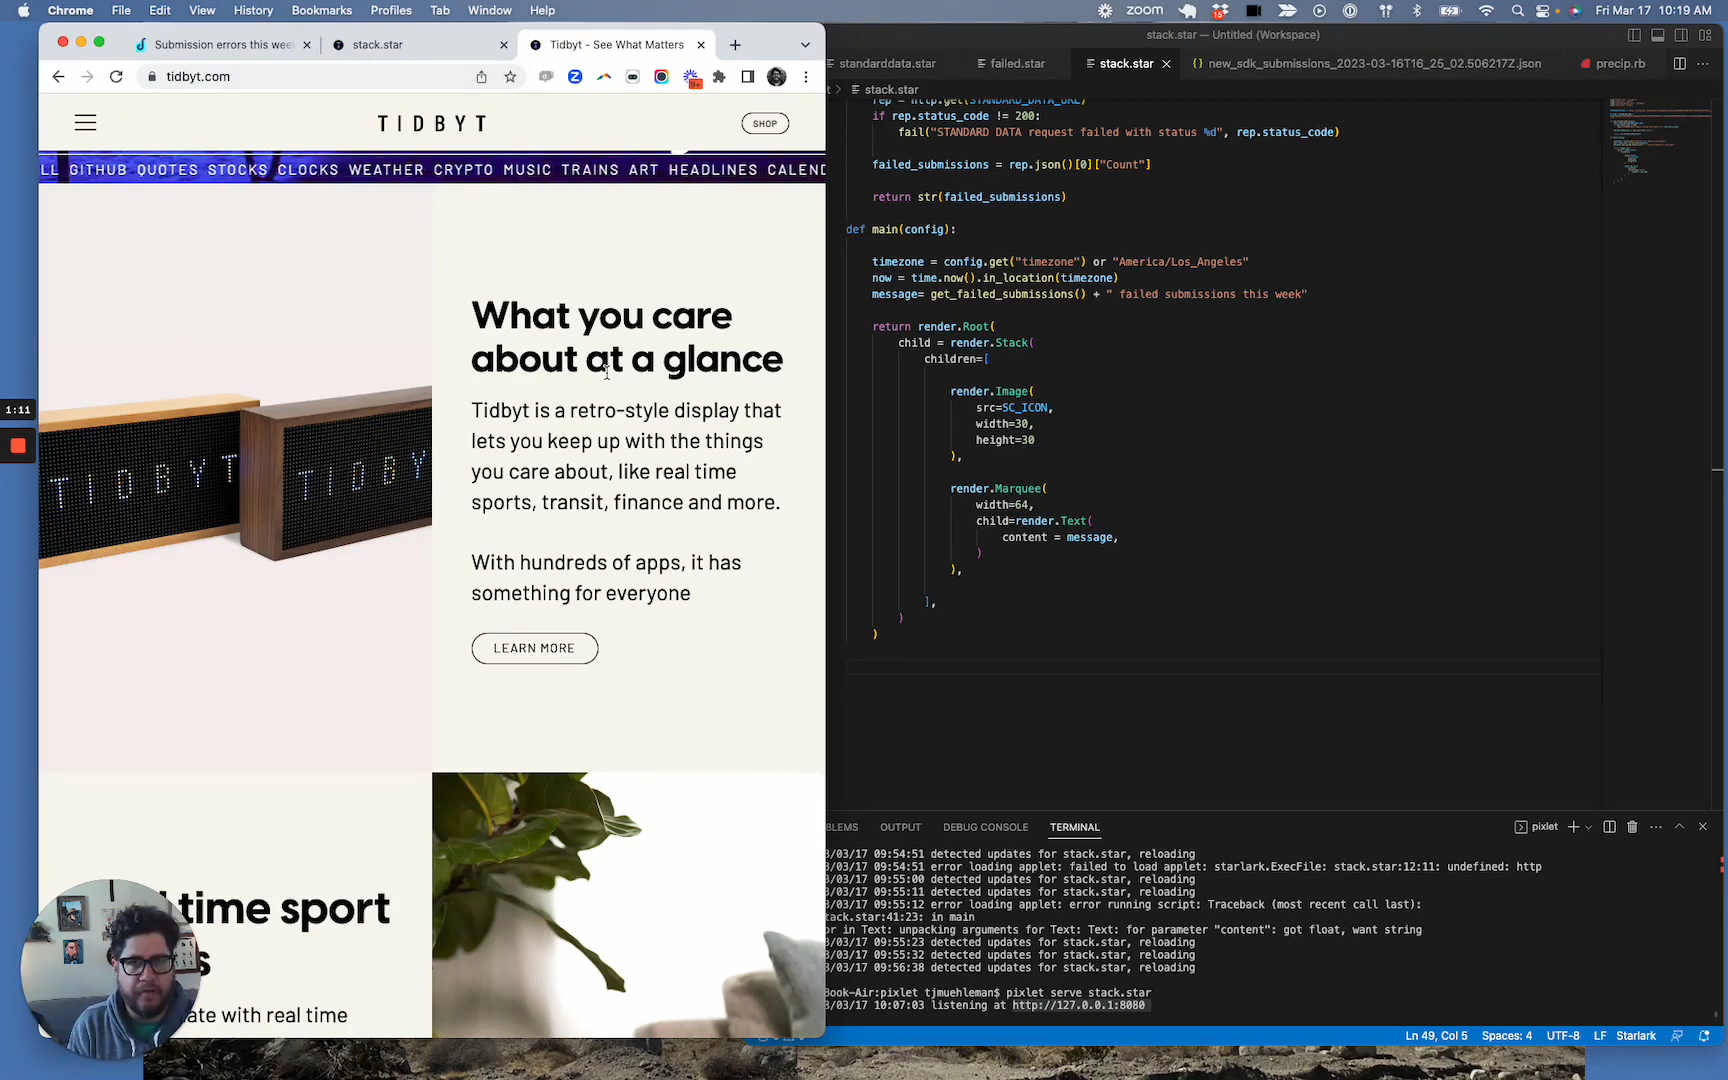 Chrome File Edit View History Bookmarks Profiles Tab Window Help
zoom 15 Fri Mar 17 10:19 AM
Submission errors this wee
stack.star
Tidbyt - See What Matters
tidbyt.com
TIDBYT
SHOP
LL GITHUB QUOTES STOCKS CLOCKS WEATHER CRYPTO MUSIC TRAINS ART HEADLINES CALEND
What you care
about at a glance
Tidbyt is a retro-style display that
lets you keep up with the things
you care about, like real time
sports, transit, finance and more.
With hundreds of apps, it has
something for everyone
LEARN MORE
TIDBYT
TIDBY
1:11
time sport
s
ate with real time
stack.star — Untitled (Workspace)
standarddata.star
failed.star
stack.star
new_sdk_submissions_2023-03-16T16_25_02.506217Z.json
precip.rb
t > stack.star
rep = http.get(STANDARD_DATA_URL)
if rep.status_code != 200:
fail("STANDARD DATA request failed with status %d", rep.status_code)
failed_submissions = rep.json()[0]["Count"]
return str(failed_submissions)
def main(config):
timezone = config.get("timezone") or "America/Los_Angeles"
now = time.now().in_location(timezone)
message= get_failed_submissions() + " failed submissions this week"
return render.Root(
child = render.Stack(
children=[
render.Image(
src=SC_ICON,
width=30,
height=30
),
render.Marquee(
width=64,
child=render.Text(
content = message,
)
),
],
)
)
BLEMS OUTPUT DEBUG CONSOLE TERMINAL
pixlet
3/03/17 09:54:51 detected updates for stack.star, reloading
3/03/17 09:54:51 error loading applet: failed to load applet: starlark.ExecFile: stack.star:12:11: undefined: http
3/03/17 09:55:00 detected updates for stack.star, reloading
3/03/17 09:55:11 detected updates for stack.star, reloading
3/03/17 09:55:12 error loading applet: error running script: Traceback (most recent call last):
tack.star:41:23: in main
or in Text: unpacking arguments for Text: Text: for parameter "content": got float, want string
3/03/17 09:55:23 detected updates for stack.star, reloading
3/03/17 09:55:32 detected updates for stack.star, reloading
3/03/17 09:56:38 detected updates for stack.star, reloading
Book-Air:pixlet tjmuehleman$ pixlet serve stack.star
3/03/17 10:07:03 listening at http://127.0.0.1:8080
Ln 49, Col 5 Spaces: 4 UTF-8 LF Starlark